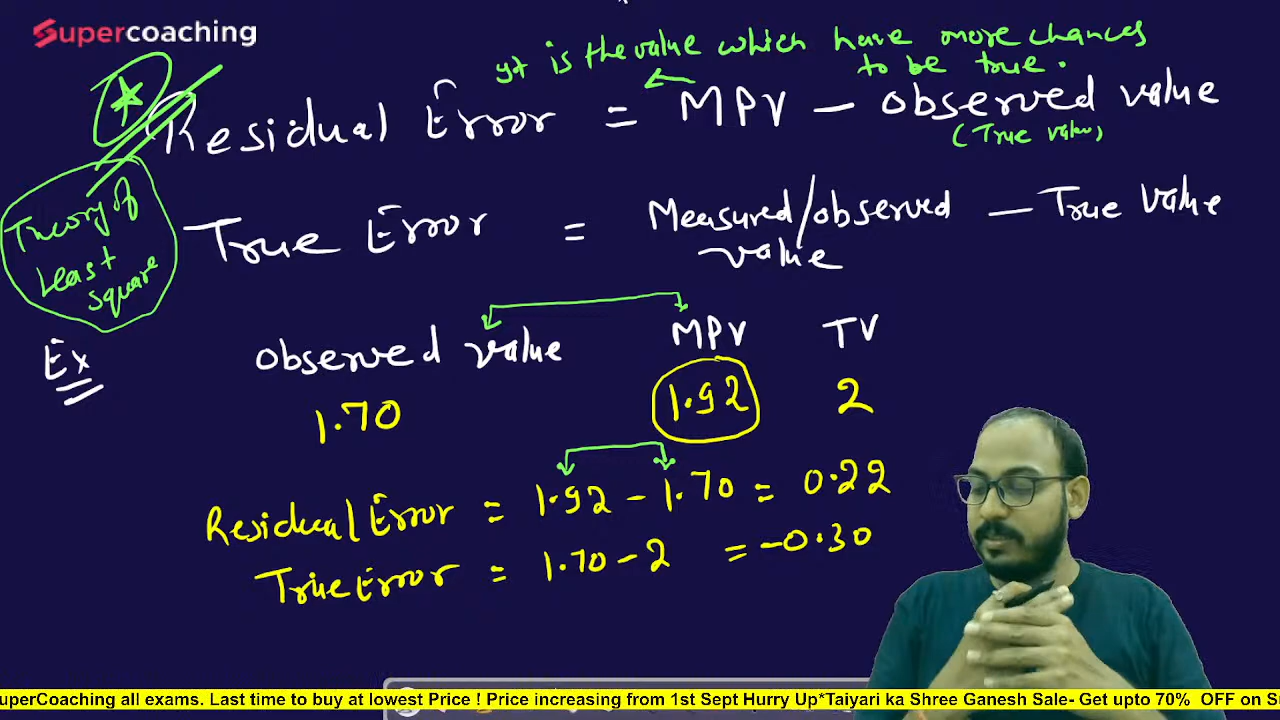 Supercoaching
It is the value which have more chances
to be true.
Residual Error = MPV - observed value
(True value)
Theory of
Least
square
True Error = Measured/observed - True value
value
Ex
observed value MPV TV
1.70 1.92 2
Residual Error = 1.92 - 1.70 = 0.22
True Error = 1.70 - 2 = -0.30
SuperCoaching all exams. Last time to buy at lowest Price ! Price increasing from 1st Sept Hurry Up*Taiyari ka Shree Ganesh Sale- Get upto 70% OFF on S